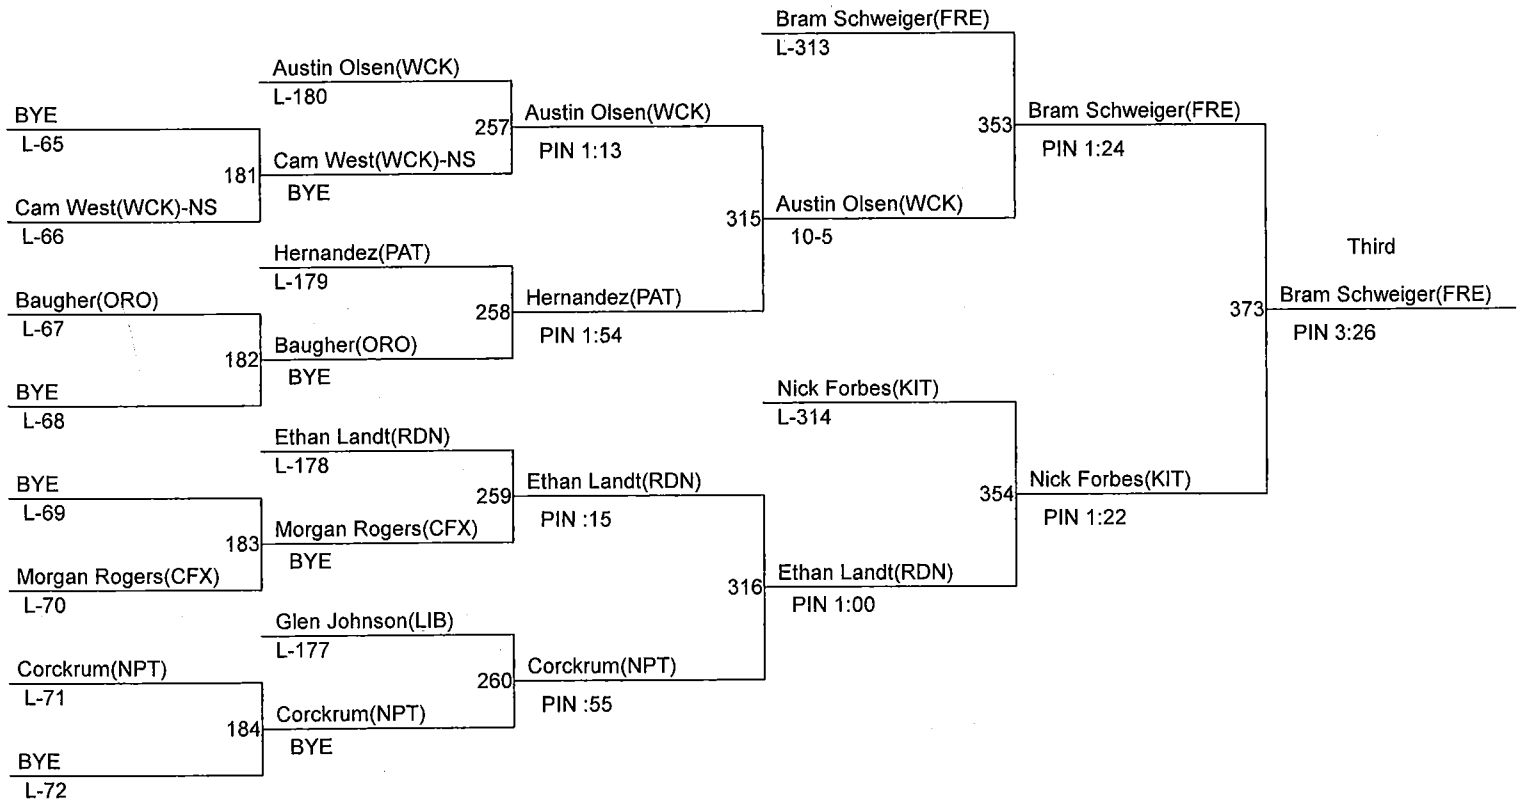 Bram Schweiger(FRE)
L-313
Austin Olsen(WCK)
L-180
BYE
L-65
257
Austin Olsen(WCK)
PIN 1:13
353
Bram Schweiger(FRE)
PIN 1:24
181
Cam West(WCK)-NS
BYE
Cam West(WCK)-NS
L-66
315
Austin Olsen(WCK)
10-5
Hernandez(PAT)
L-179
Third
Baugher(ORO)
L-67
258
Hernandez(PAT)
PIN 1:54
373
Bram Schweiger(FRE)
PIN 3:26
182
Baugher(ORO)
BYE
BYE
L-68
Nick Forbes(KIT)
L-314
Ethan Landt(RDN)
L-178
BYE
L-69
259
Ethan Landt(RDN)
PIN :15
354
Nick Forbes(KIT)
PIN 1:22
183
Morgan Rogers(CFX)
BYE
Morgan Rogers(CFX)
L-70
316
Ethan Landt(RDN)
PIN 1:00
Glen Johnson(LIB)
L-177
Corckrum(NPT)
L-71
260
Corckrum(NPT)
PIN :55
184
Corckrum(NPT)
BYE
BYE
L-72